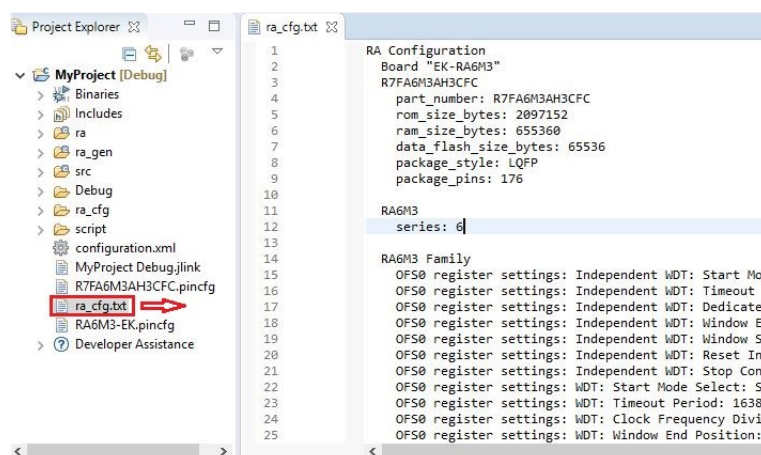 Project Explorer
MyProject [Debug]
Binaries
Includes
ra
ra_gen
src
Debug
ra_cfg
script
configuration.xml
MyProject Debug.jlink
R7FA6M3AH3CFC.pincfg
ra_cfg.txt
RA6M3-EK.pincfg
Developer Assistance
ra_cfg.txt
1 RA Configuration
2 Board "EK-RA6M3"
3 R7FA6M3AH3CFC
4 part_number: R7FA6M3AH3CFC
5 rom_size_bytes: 2097152
6 ram_size_bytes: 655360
7 data_flash_size_bytes: 65536
8 package_style: LQFP
9 package_pins: 176
10
11 RA6M3
12 series: 6
13
14 RA6M3 Family
15 OFS0 register settings: Independent WDT: Start Mo
16 OFS0 register settings: Independent WDT: Timeout
17 OFS0 register settings: Independent WDT: Dedicate
18 OFS0 register settings: Independent WDT: Window E
19 OFS0 register settings: Independent WDT: Window S
20 OFS0 register settings: Independent WDT: Reset In
21 OFS0 register settings: Independent WDT: Stop Con
22 OFS0 register settings: WDT: Start Mode Select: S
23 OFS0 register settings: WDT: Timeout Period: 1638
24 OFS0 register settings: WDT: Clock Frequency Divi
25 OFS0 register settings: WDT: Window End Position: